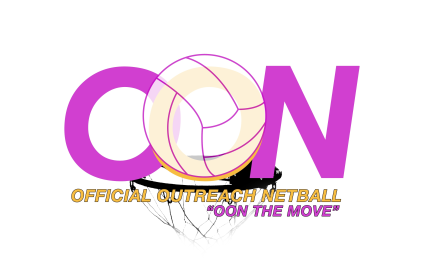 OON
OFFICIAL OUTREACH NETBALL
“OON THE MOVE”